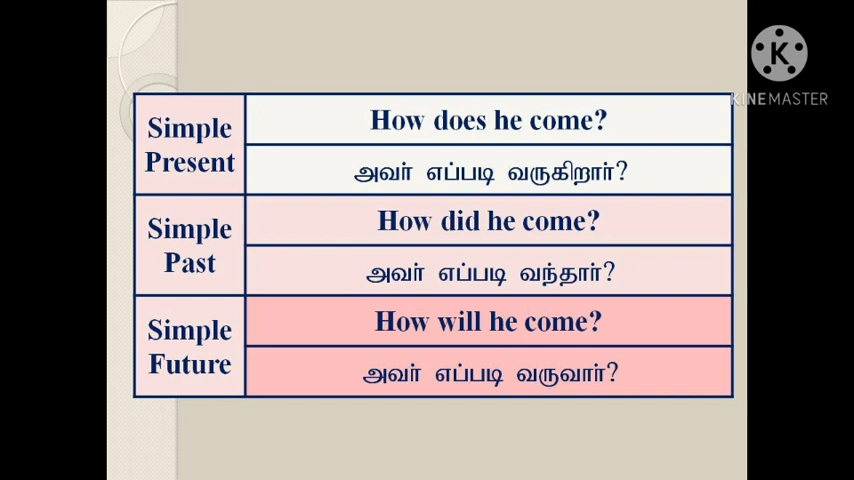 K
KINEMASTER
Simple
Present
How does he come?
அவர் எப்படி வருகிறார்?
Simple
Past
How did he come?
அவர் எப்படி வந்தார்?
Simple
Future
How will he come?
அவர் எப்படி வருவார்?